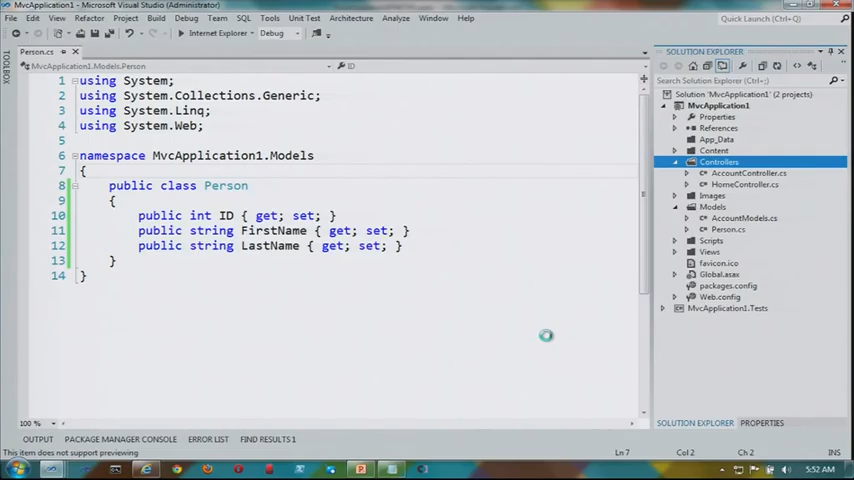 MvcApplication1 - Microsoft Visual Studio (Administrator)
Quick Launch (Ctrl+Q)
File Edit View Refactor Project Build Debug Team SQL Tools Test Architecture Analyze Window Help
Internet Explorer Debug
Person.cs
SOLUTION EXPLORER
MvcApplication1.Models.Person
ID
TOOLBOX
Search Solution Explorer (Ctrl+;)
Solution 'MvcApplication1' (2 projects)
MvcApplication1
Properties
References
App_Data
Content
Controllers
AccountController.cs
HomeController.cs
Images
Models
AccountModels.cs
Person.cs
Scripts
Views
favicon.ico
Global.asax
packages.config
Web.config
MvcApplication1.Tests
1 using System;
2 using System.Collections.Generic;
3 using System.Linq;
4 using System.Web;
5
6 namespace MvcApplication1.Models
7 {
8 public class Person
9 {
10 public int ID { get; set; }
11 public string FirstName { get; set; }
12 public string LastName { get; set; }
13 }
14 }
100 %
SOLUTION EXPLORER PROPERTIES
OUTPUT PACKAGE MANAGER CONSOLE ERROR LIST FIND RESULTS 1
This item does not support previewing
Ln 7 Col 2 Ch 2 INS
5:52 AM